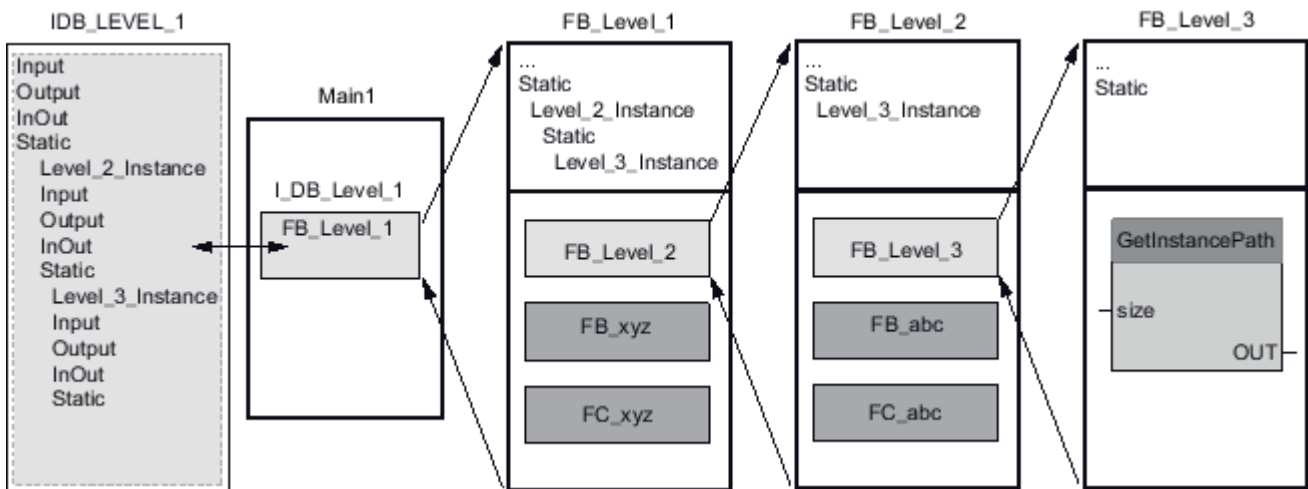 IDB_LEVEL_1
Input
Output
InOut
Static
Level_2_Instance
Input
Output
InOut
Static
Level_3_Instance
Input
Output
InOut
Static
Main1
I_DB_Level_1
FB_Level_1
FB_Level_1
...
Static
Level_2_Instance
Static
Level_3_Instance
FB_Level_2
FB_xyz
FC_xyz
FB_Level_2
...
Static
Level_3_Instance
FB_Level_3
FB_abc
FC_abc
FB_Level_3
...
Static
GetInstancePath
size
OUT